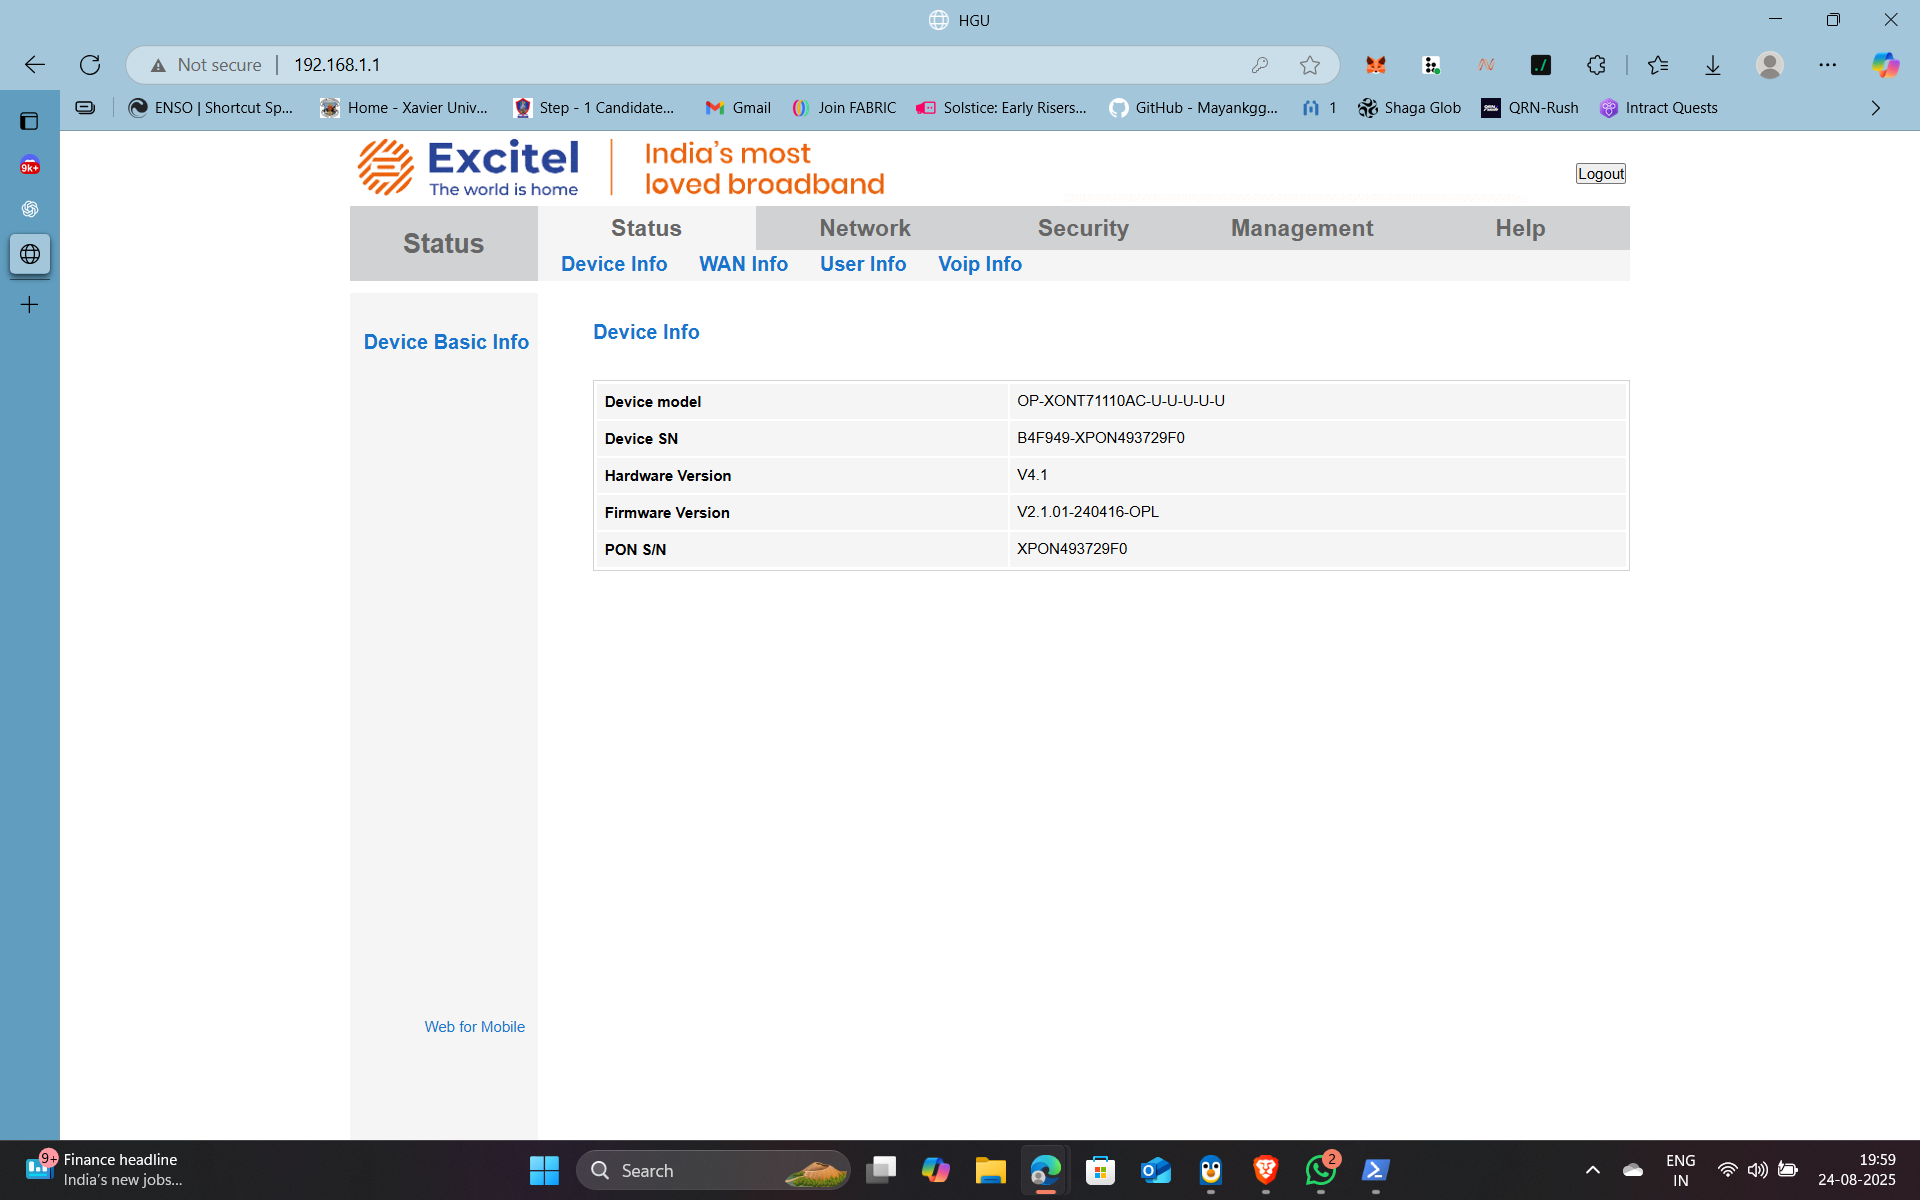 HGU
Not secure 192.168.1.1
ENSO | Shortcut Sp... Home - Xavier Univ... Step - 1 Candidate... Gmail Join FABRIC Solstice: Early Risers... GitHub - Mayankgg... 1 Shaga Glob QRN-Rush Intract Quests
9k+
Excitel
The world is home
India's most
loved broadband
Logout
Status
Status Network Security Management Help
Device Info WAN Info User Info Voip Info
Device Basic Info
Device Info
Device model OP-XONT71110AC-U-U-U-U-U
Device SN B4F949-XPON493729F0
Hardware Version V4.1
Firmware Version V2.1.01-240416-OPL
PON S/N XPON493729F0
Web for Mobile
9+
Finance headline
India's new jobs...
Search
2
ENG
IN
19:59
24-08-2025